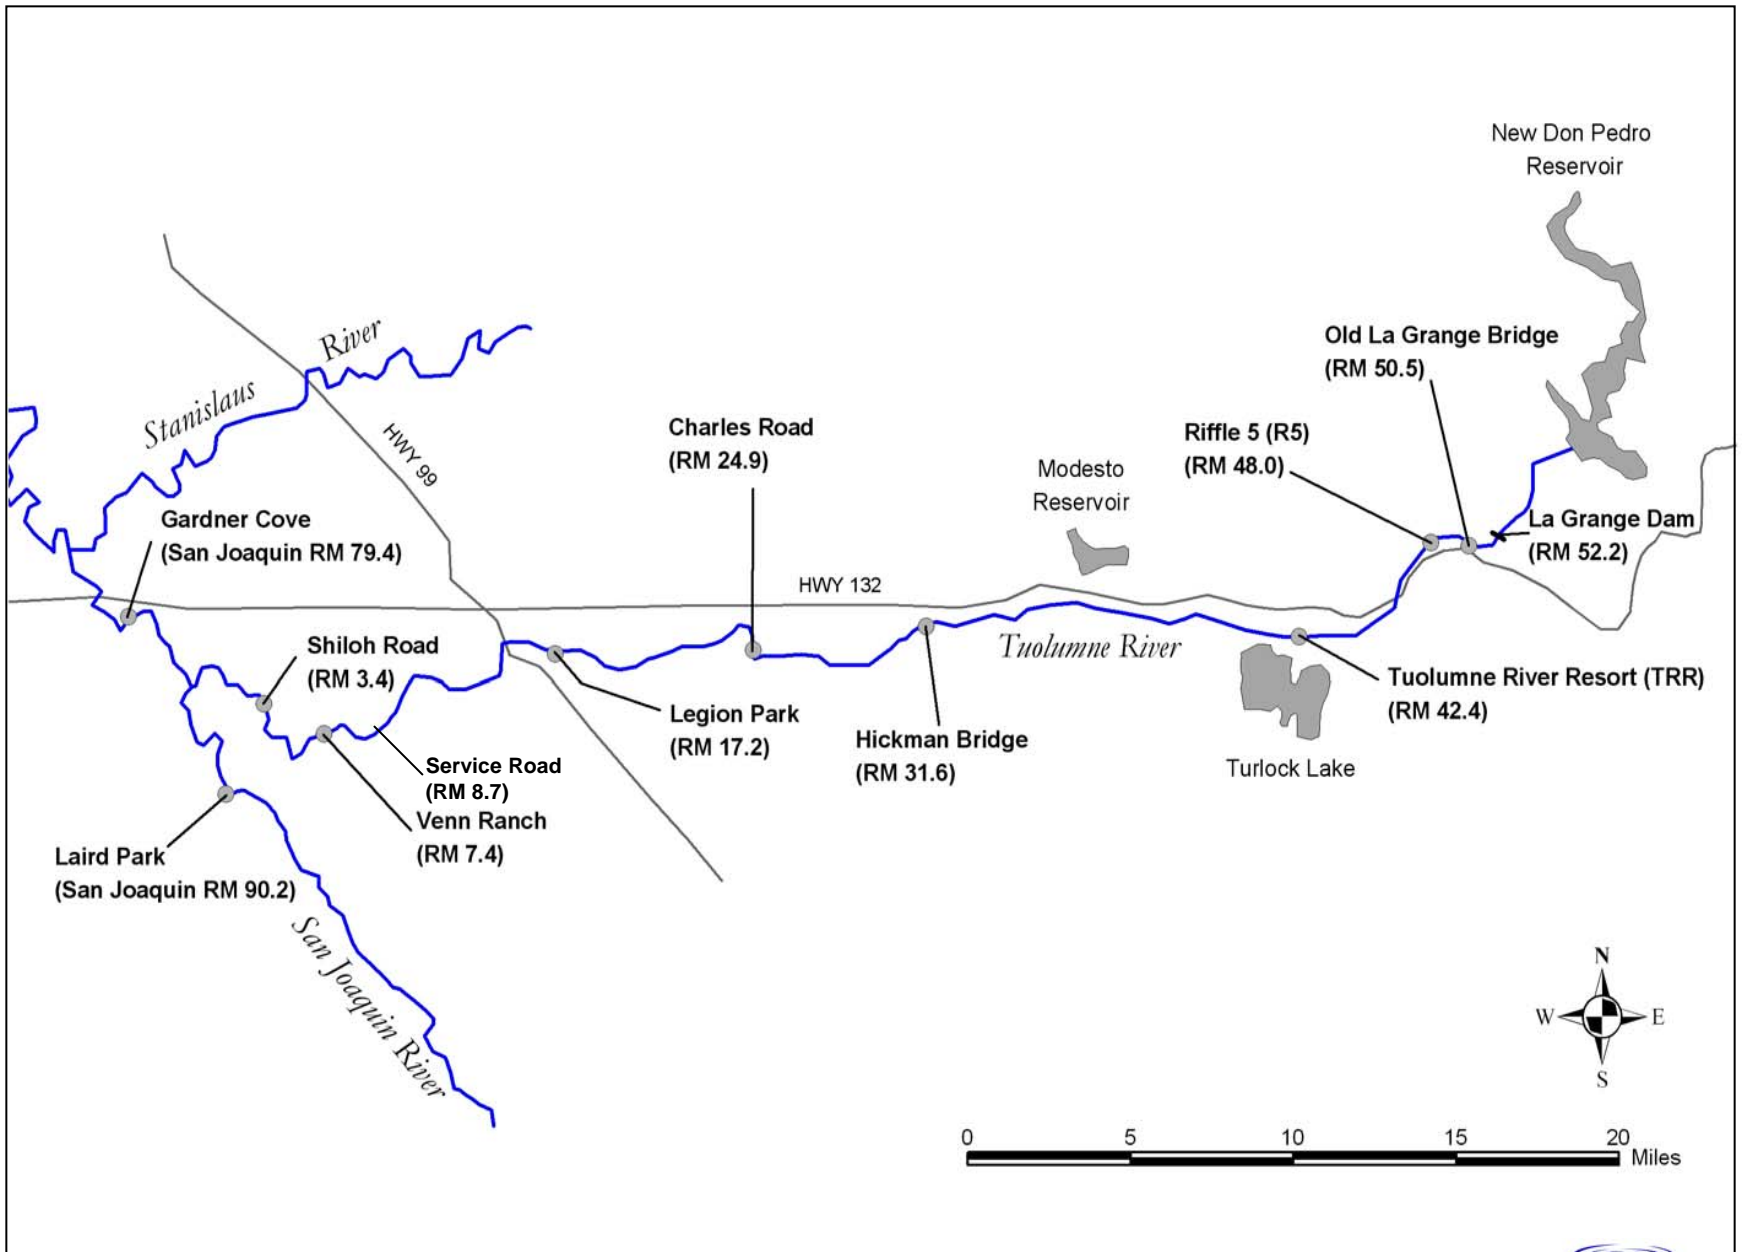 New Don Pedro
Reservoir
Old La Grange Bridge
(RM 50.5)
River
Stanislaus
HWY 99
Charles Road
(RM 24.9)
Riffle 5 (R5)
(RM 48.0)
Modesto
Reservoir
Gardner Cove
(San Joaquin RM 79.4)
La Grange Dam
(RM 52.2)
HWY 132
Shiloh Road
(RM 3.4)
Tuolumne River
Tuolumne River Resort (TRR)
(RM 42.4)
Legion Park
(RM 17.2)
Hickman Bridge
(RM 31.6)
Turlock Lake
Service Road
(RM 8.7)
Venn Ranch
(RM 7.4)
Laird Park
(San Joaquin RM 90.2)
San Joaquin River
N
W E
S
0 5 10 15 20
Miles